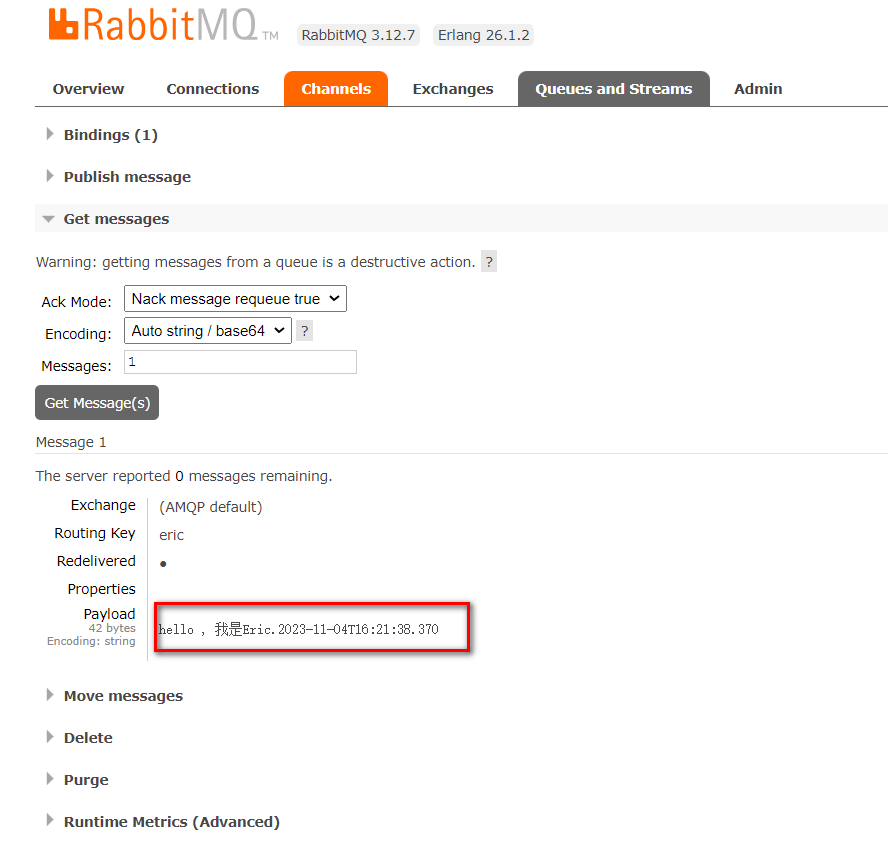 RabbitMQ TM RabbitMQ 3.12.7 Erlang 26.1.2
Overview Connections Channels Exchanges Queues and Streams Admin
Bindings (1)
Publish message
Get messages
Warning: getting messages from a queue is a destructive action. ?
Ack Mode: Nack message requeue true
Encoding: Auto string / base64 ?
Messages: 1
Get Message(s)
Message 1
The server reported 0 messages remaining.
Exchange (AMQP default)
Routing Key eric
Redelivered ●
Properties
Payload
42 bytes
Encoding: string
hello , 我是Eric.2023-11-04T16:21:38.370
Move messages
Delete
Purge
Runtime Metrics (Advanced)